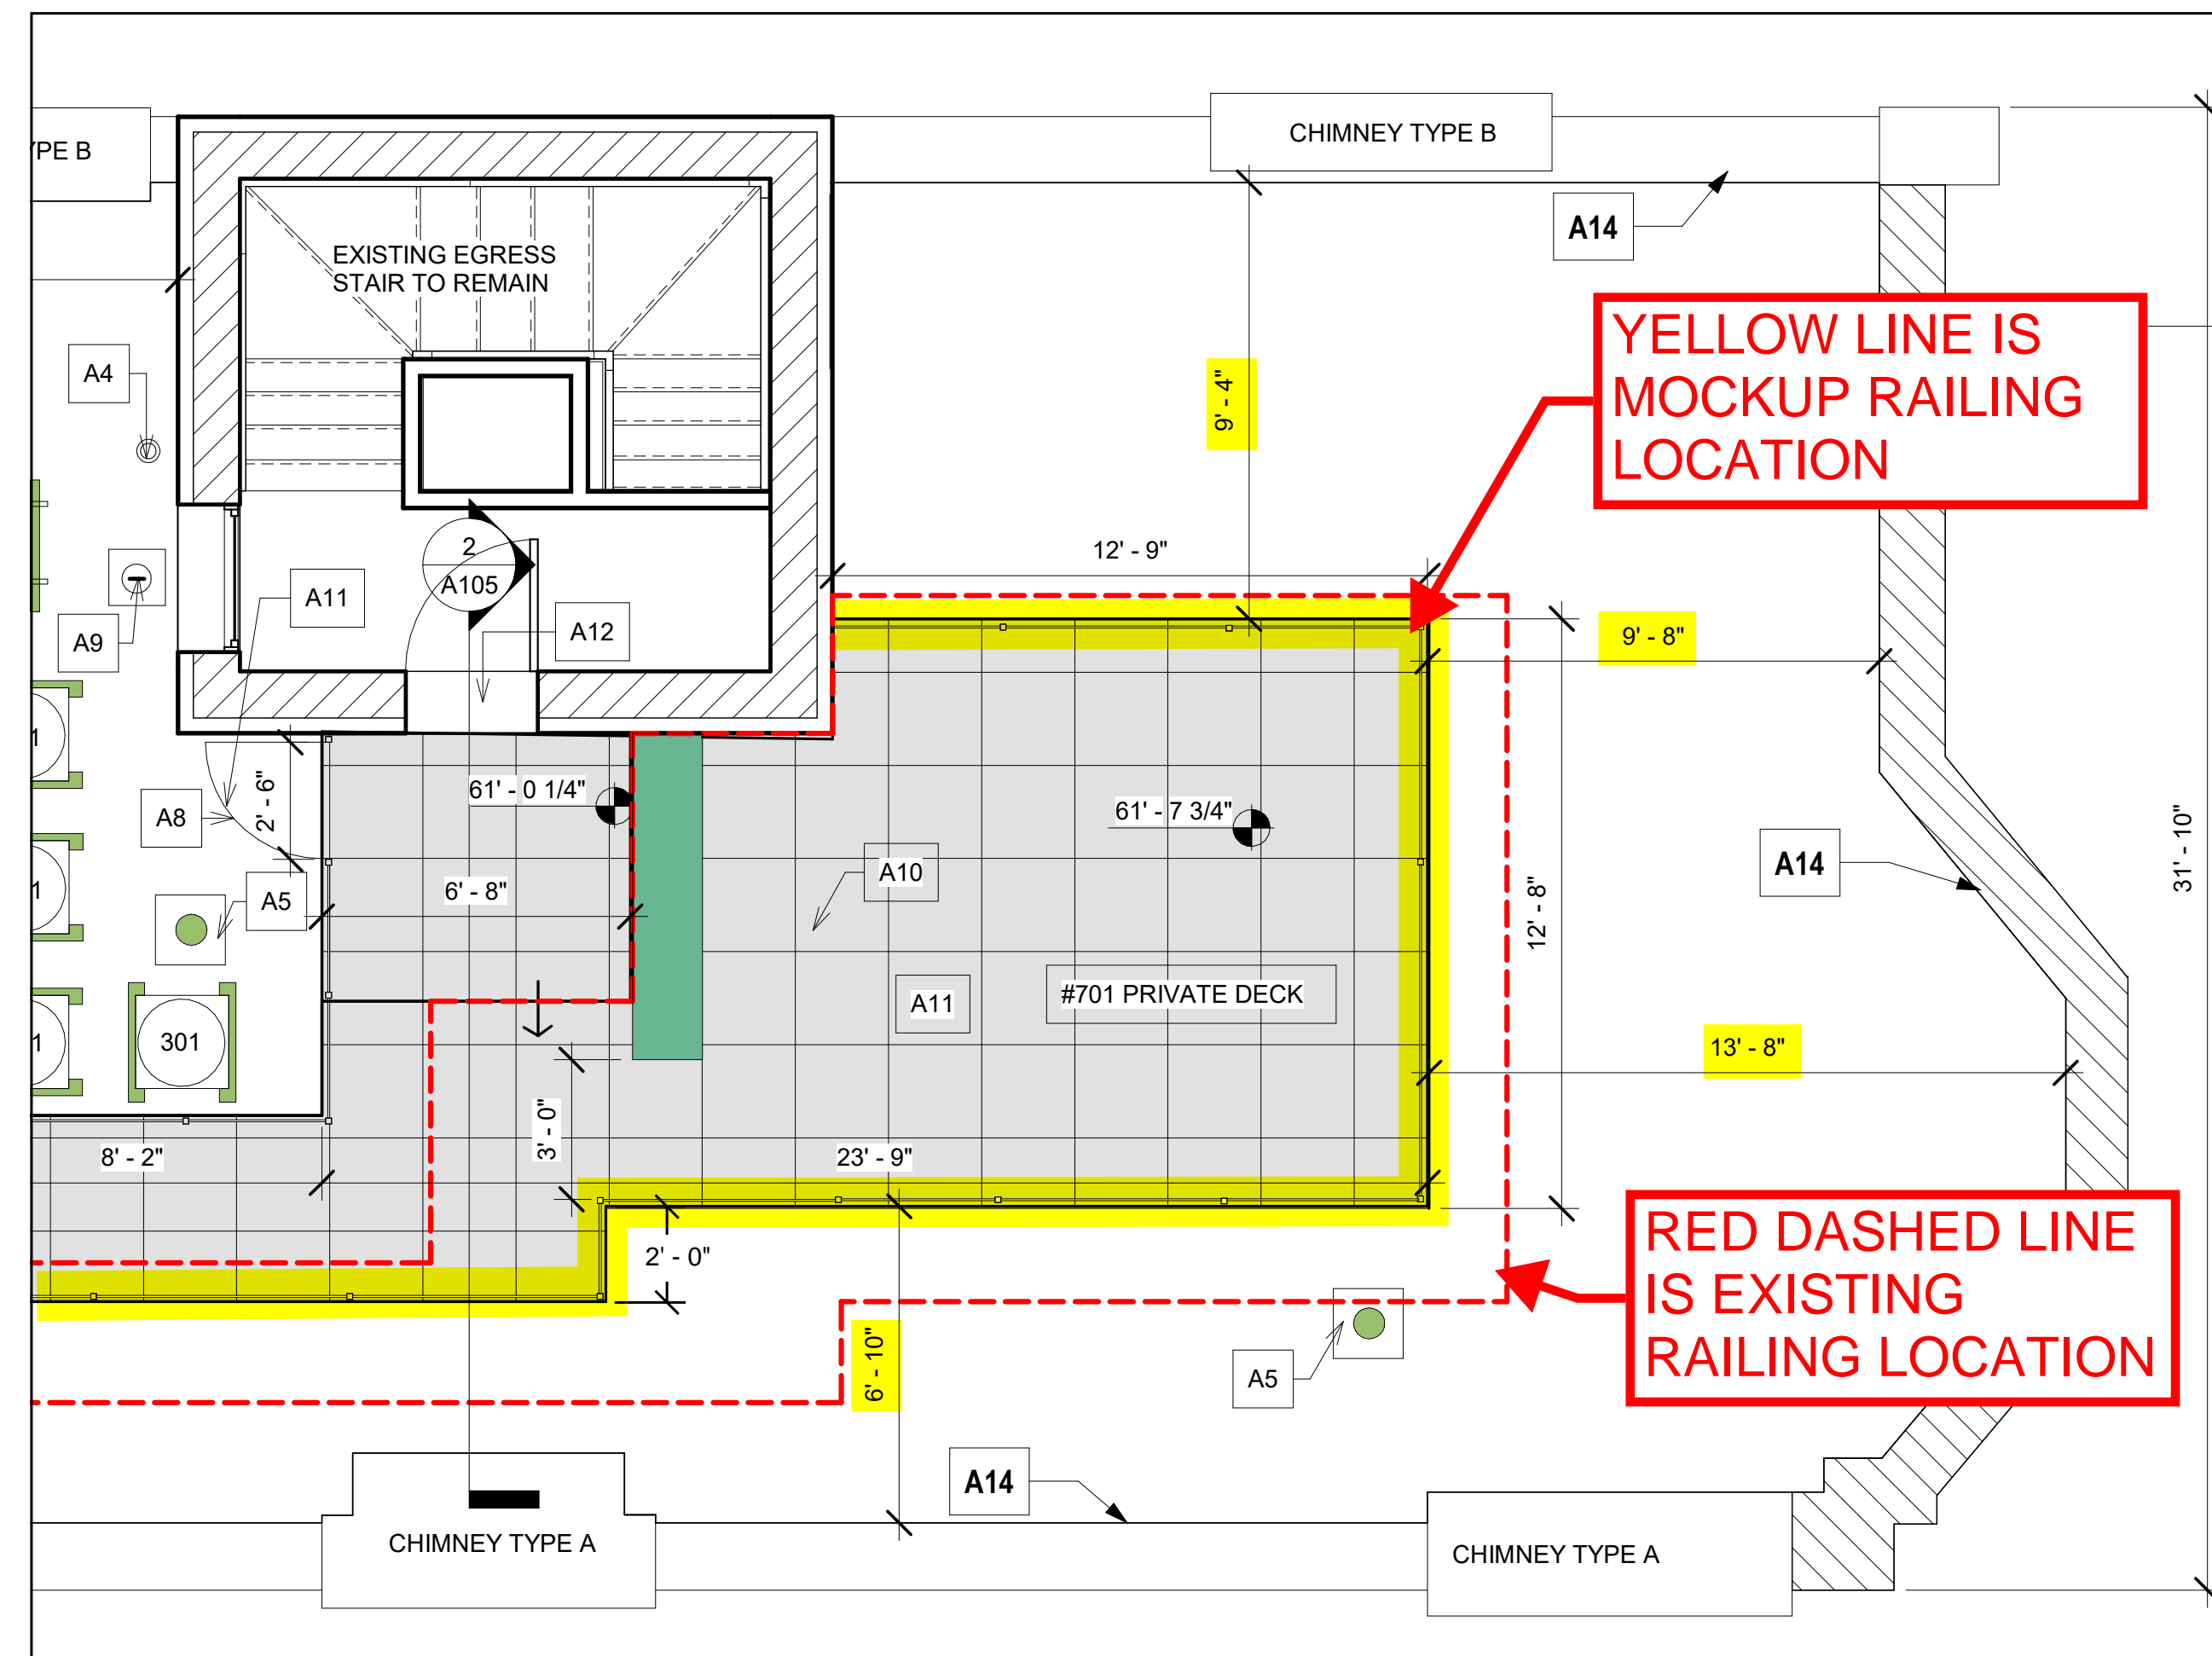 CHIMNEY TYPE B
YPE B
A14
EXISTING EGRESS
STAIR TO REMAIN
YELLOW LINE IS
MOCKUP RAILING
LOCATION
A4
9' - 4"
2
A105
12' - 9"
A11
A12
A9
9' - 8"
1
61' - 0 1/4"
61' - 7 3/4"
A8
2' - 6"
A14
31' - 10"
A10
6' - 8"
A5
1
12' - 8"
A11
#701 PRIVATE DECK
301
1
13' - 8"
3' - 0"
8' - 2"
23' - 9"
2' - 0"
RED DASHED LINE
IS EXISTING
RAILING LOCATION
6' - 10"
A5
A14
CHIMNEY TYPE A
CHIMNEY TYPE A